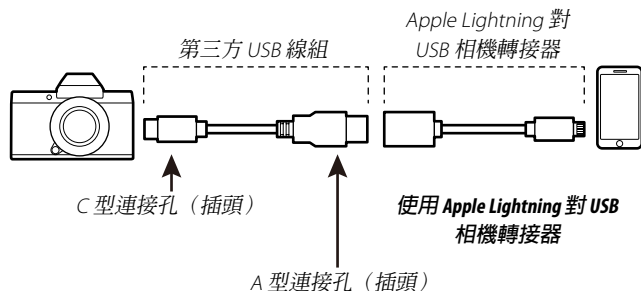 第三方 USB 線組
Apple Lightning 對
USB 相機轉接器
C 型連接孔（插頭）
使用 Apple Lightning 對 USB
相機轉接器
A 型連接孔（插頭）